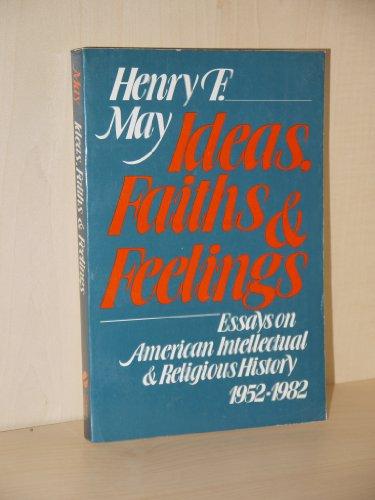 Henry F.
May
Ideas,
Faiths &
Feelings
Essays on
American Intellectual
& Religious History
1952-1982
May Ideas, Faiths & Feelings